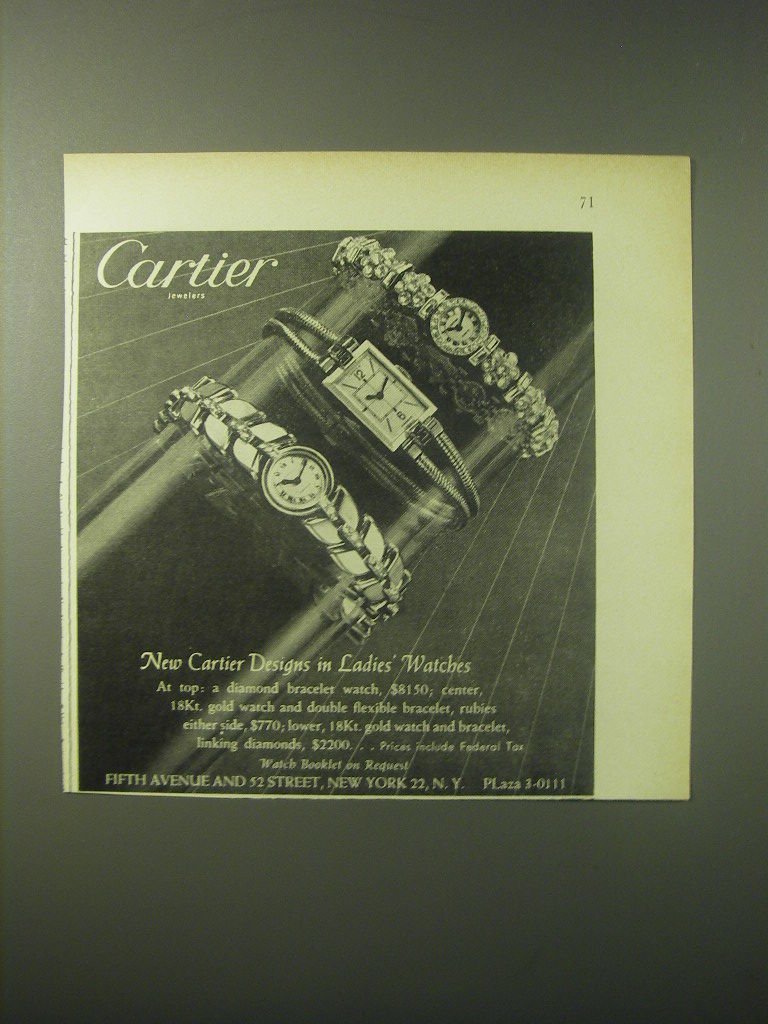 71
Cartier
Jewelers
12
6
New Cartier Designs in Ladies' Watches
At top: a diamond bracelet watch, $8150; center,
18Kt. gold watch and double flexible bracelet, rubies
either side, $770; lower, 18Kt. gold watch and bracelet,
linking diamonds, $2200. . . Prices include Federal Tax
Watch Booklet on Request
FIFTH AVENUE AND 52 STREET, NEW YORK 22, N. Y. PLaza 3-0111